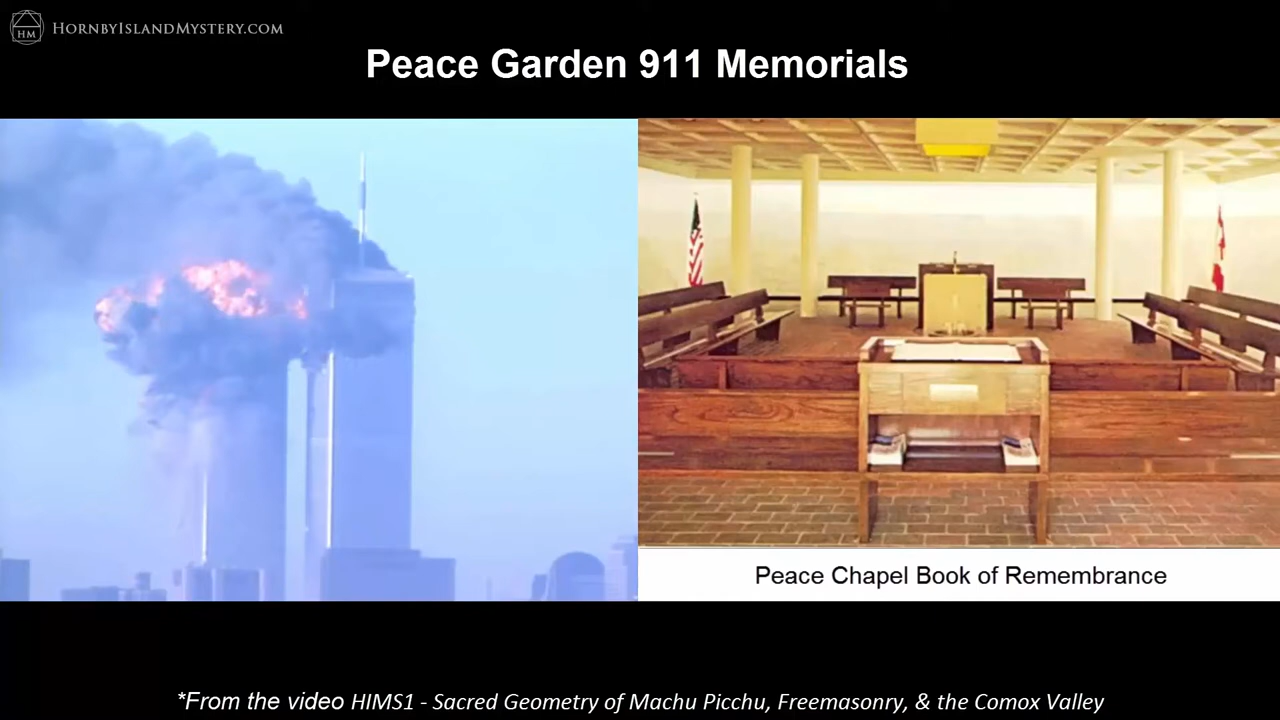 HM
HORNBYISLANDMYSTERY.COM
Peace Garden 911 Memorials
Peace Chapel Book of Remembrance
*From the video HIMS1 - Sacred Geometry of Machu Picchu, Freemasonry, & the Comox Valley